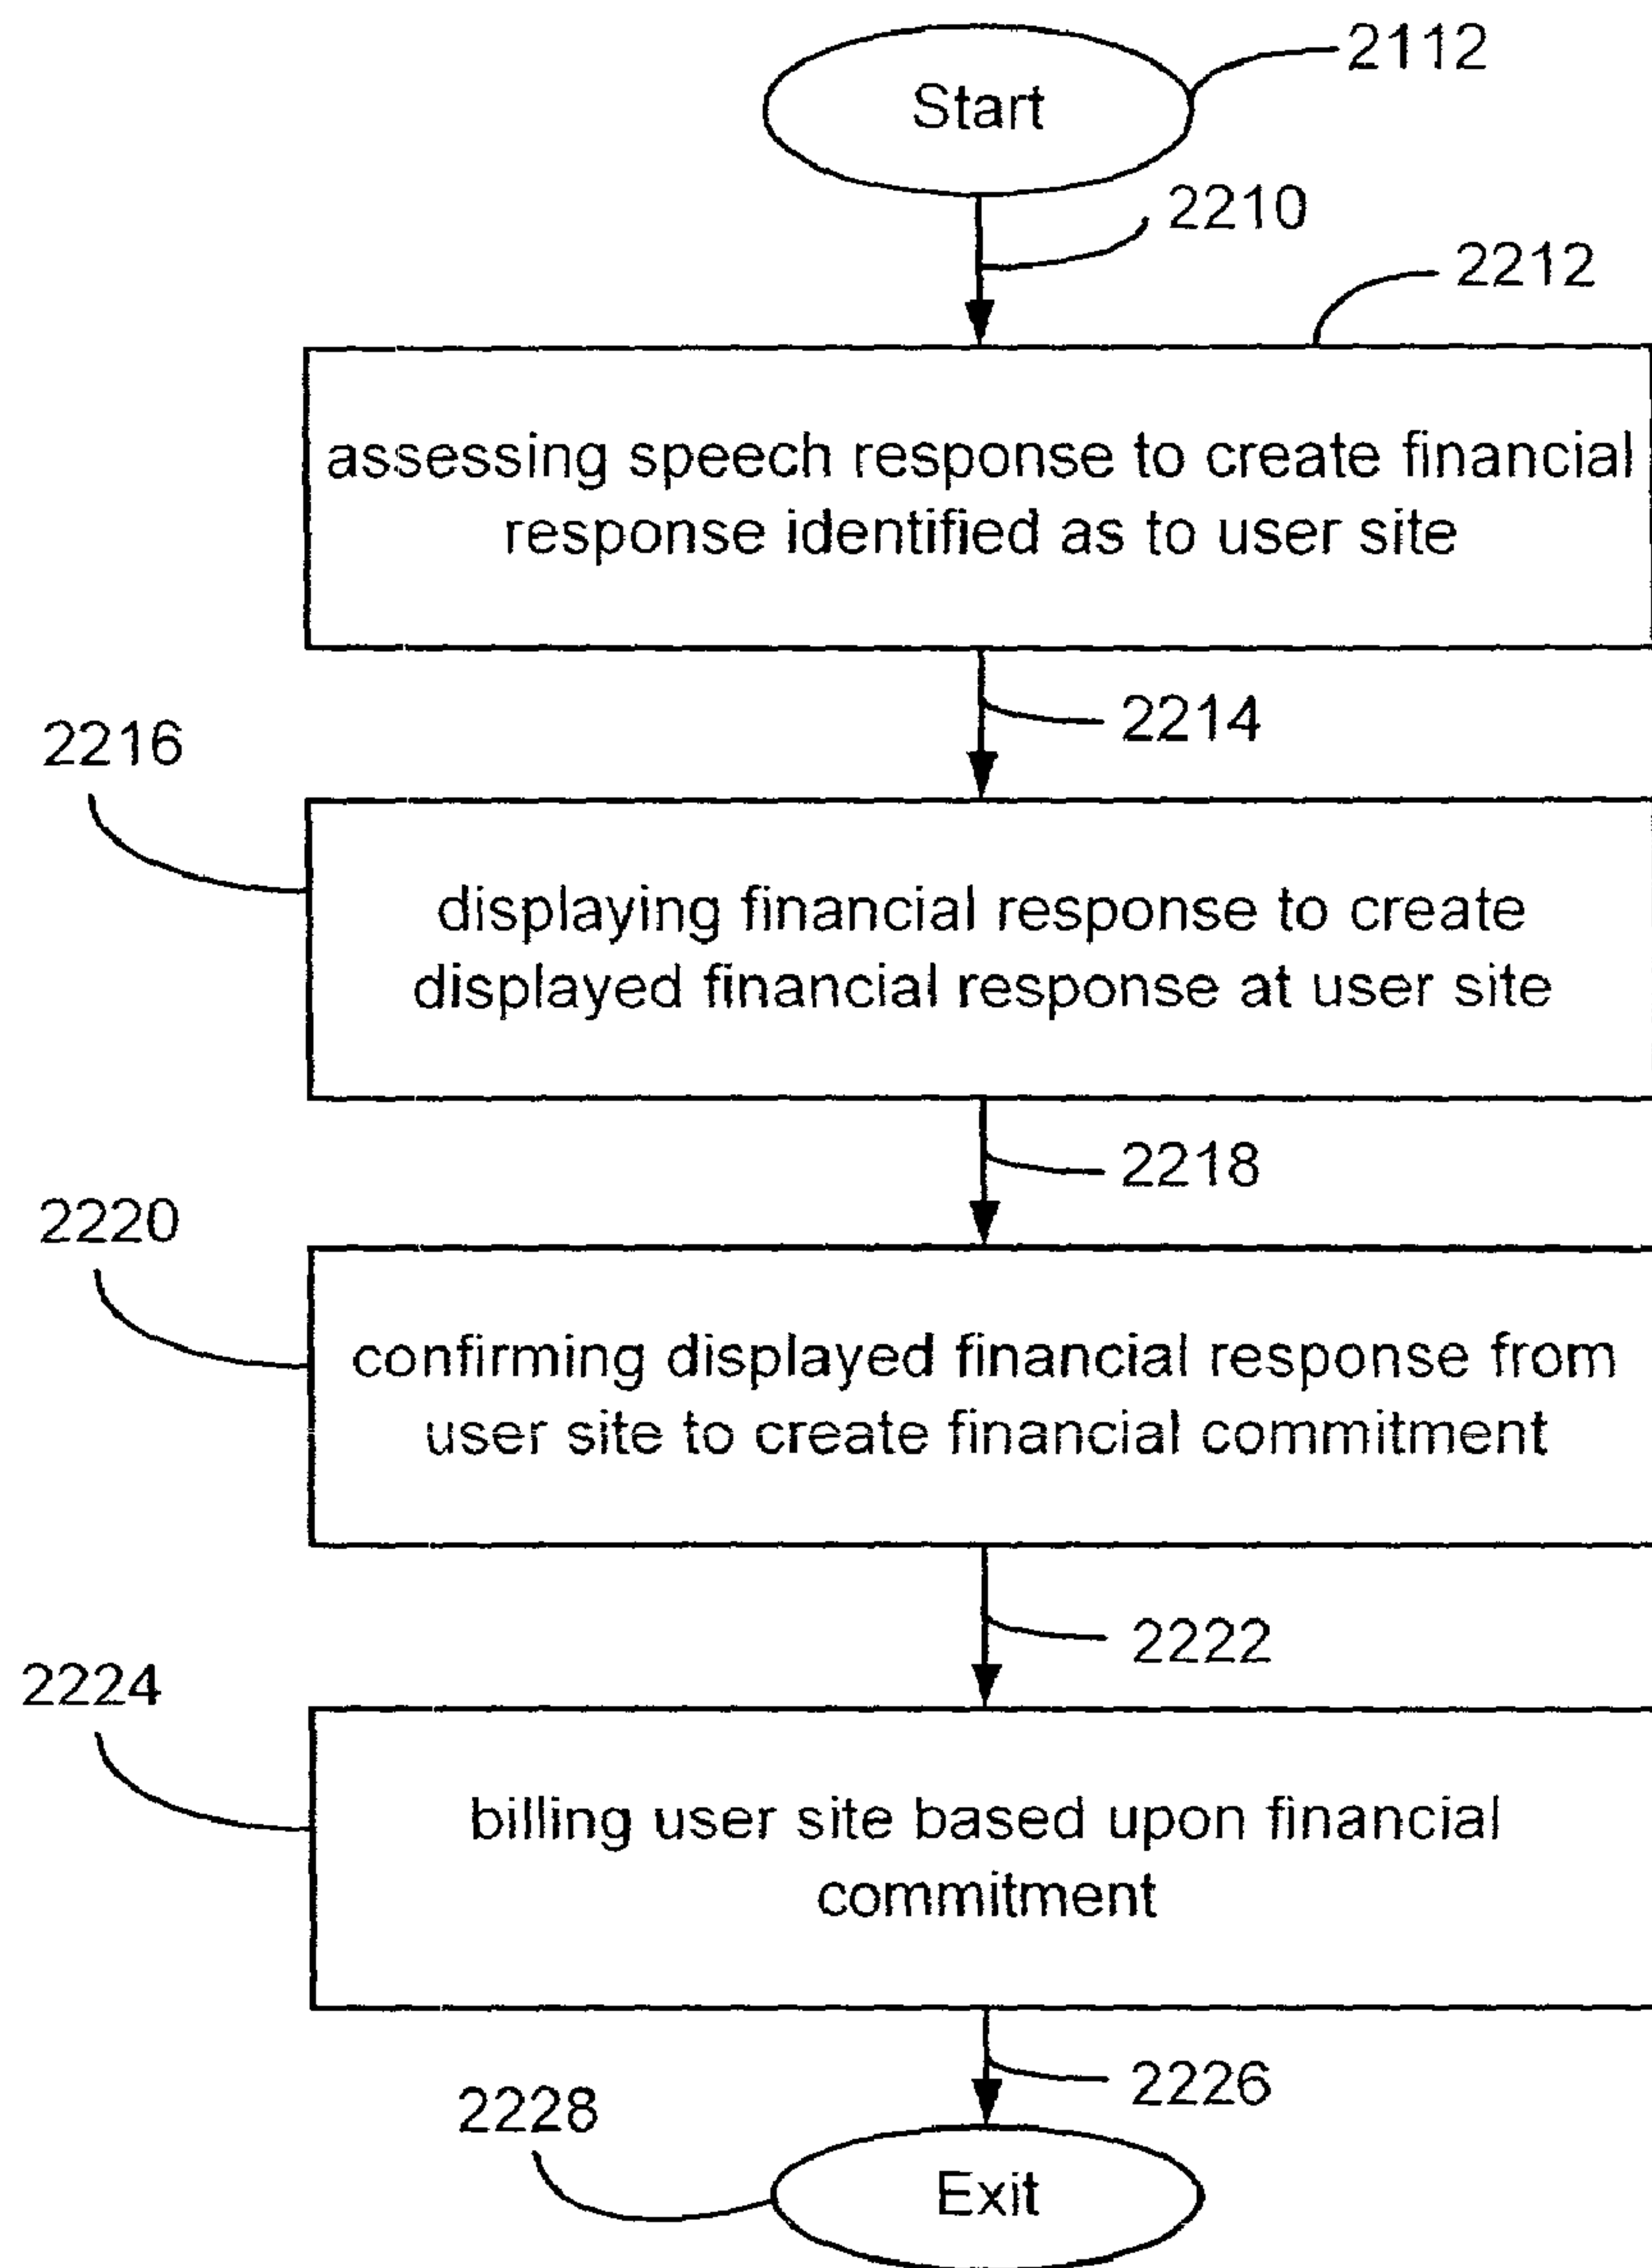 Start
2112
2210
2212
assessing speech response to create financial
response identified as to user site
2214
2216
displaying financial response to create
displayed financial response at user site
2218
2220
confirming displayed financial response from
user site to create financial commitment
2222
2224
billing user site based upon financial
commitment
2226
2228
Exit